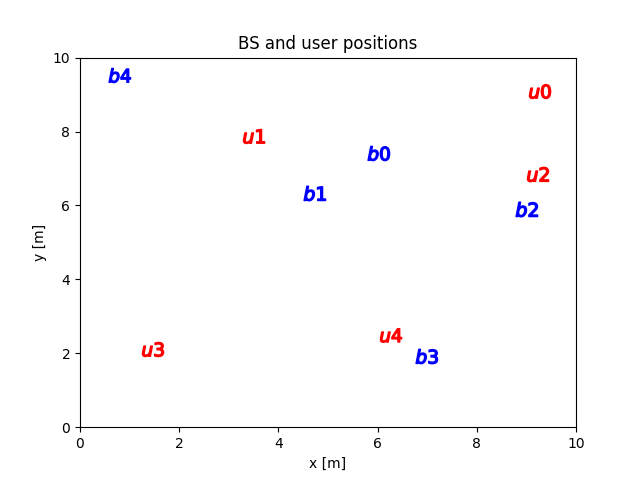 BS and user positions
10
b4
u0
8
u1
b0
u2
b1
6
b2
y [m]
4
u4
2
u3
b3
0
0 2 4 6 8 10
x [m]